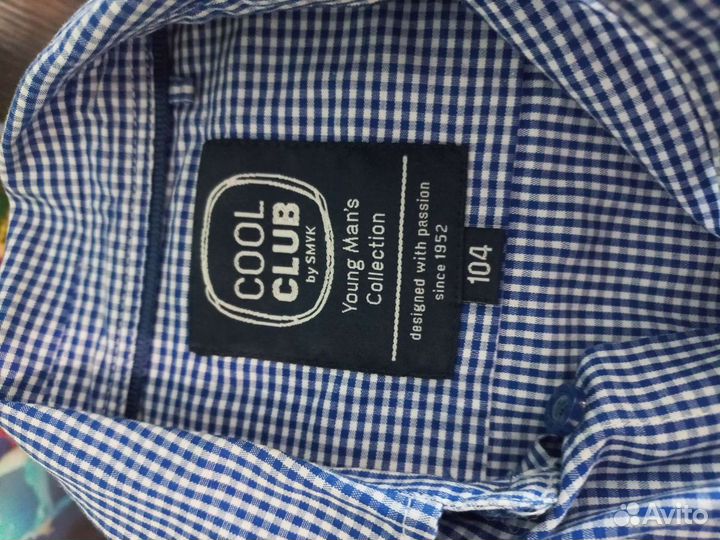 COOL
CLUB
by SMYK
Young Man's
Collection
designed with passion
since 1952
104
Avito